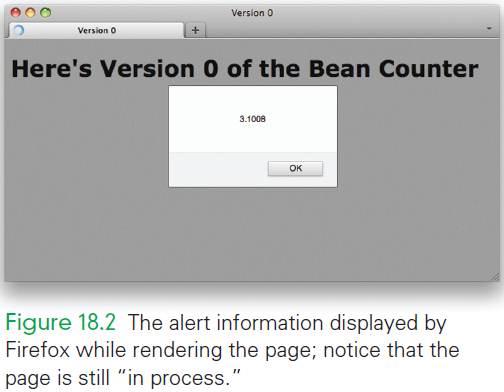 Version 0
Version 0
+
Here's Version 0 of the Bean Counter
3.1008
OK
Figure 18.2 The alert information displayed by
Firefox while rendering the page; notice that the
page is still “in process.”